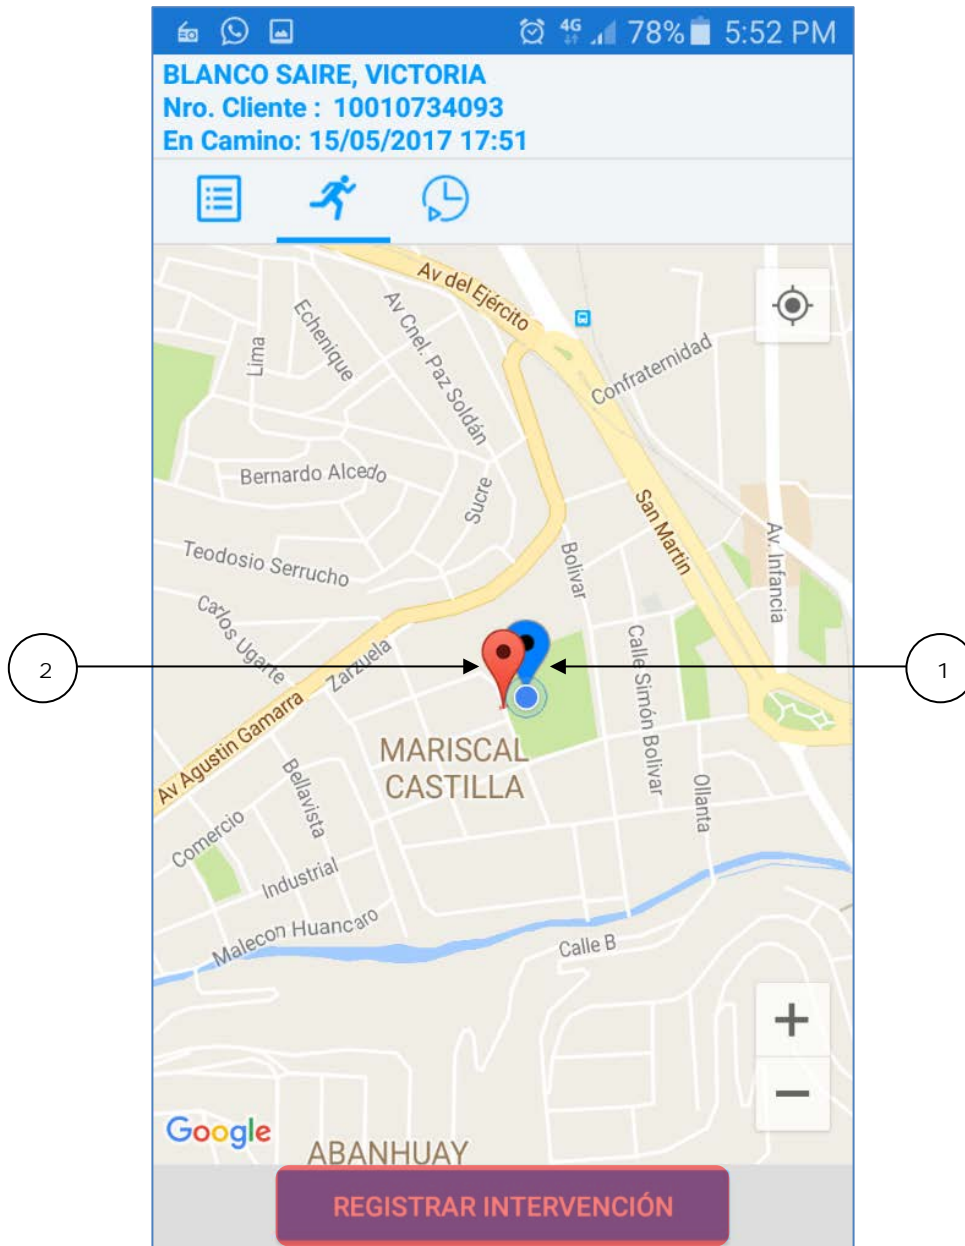 4G 78% 5:52 PM
BLANCO SAIRE, VICTORIA
Nro. Cliente : 10010734093
En Camino: 15/05/2017 17:51
Av del Ejército
Echenique
Av Cnel. Paz Soldán
Lima
Confraternidad
Bernardo Alcedo
Sucre
San Martin
Av. Infancia
Teodosio Serrucho
Bolivar
Carlos Ugarte
Zarzuela
Calle Simón Bolivar
2
1
Av Agustin Gamarra
MARISCAL
CASTILLA
Bellavista
Ollanta
Comercio
Industrial
Malecon Huancaro
Calle B
+
−
Google
ABANHUAY
REGISTRAR INTERVENCIÓN